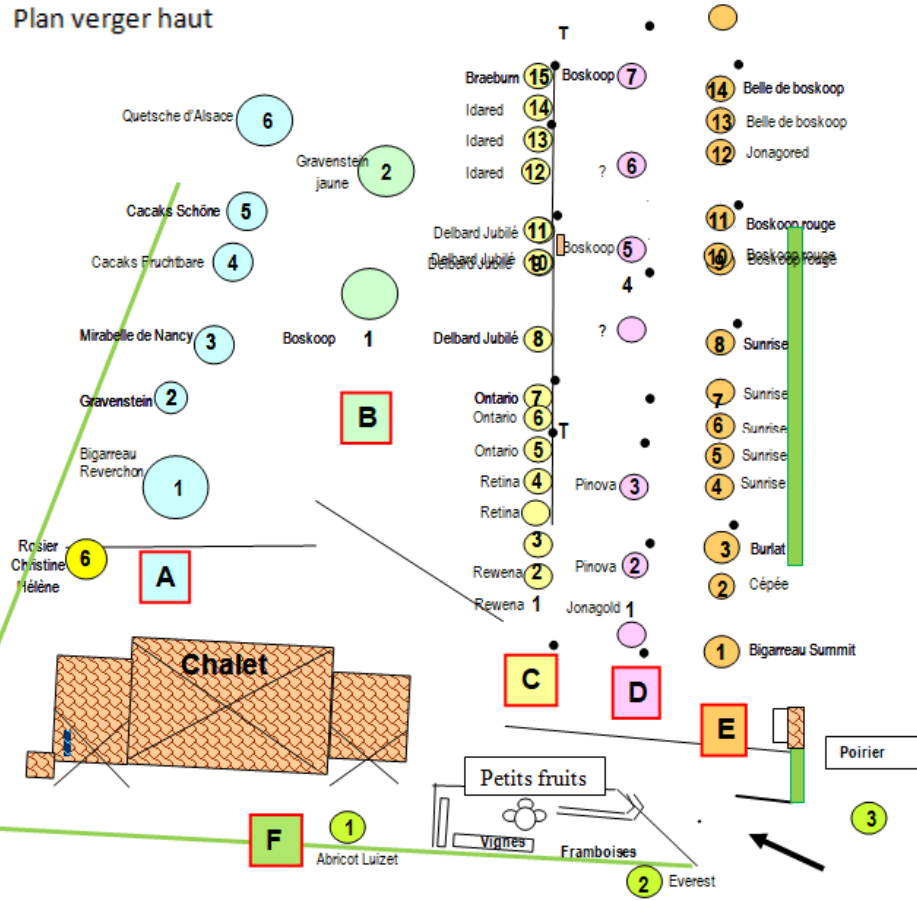 Plan verger haut
T
Braeburn 15
Boskoop 7
14 Belle de boskoop
Idared 14
13 Belle de boskoop
Quetsche d'Alsace 6
Idared 13
12 Jonagored
Gravenstein
jaune
2
Idared 12
? 6
Cacaks Schöne 5
11 Boskoop rouge
Delbard Jubilé 11
Boskoop 5
10 Boskoop rouge
9 Boskoop rouge
Cacaks Fruchtbare 4
Delbard Jubilé 10
Delbard Jubilé 9
4
Mirabelle de Nancy 3
Boskoop 1
Delbard Jubilé 8
?
8 Sunrise
Gravenstein 2
B
Ontario 7
7 Sunrise
Ontario 6
T
6 Sunrise
Bigarreau
Reverchon
1
Ontario 5
5 Sunrise
Retina 4
Pinova 3
4 Sunrise
Retina
3
3 Burlat
Rosier
Christine
Hélène
6
A
Rewena 2
Pinova 2
2 Cépée
Rewena 1
Jonagold 1
1 Bigarreau Summit
Chalet
C
D
E
Poirier
Petits fruits
F
1
Abricot Luizet
Vignes
Framboises
3
2 Everest